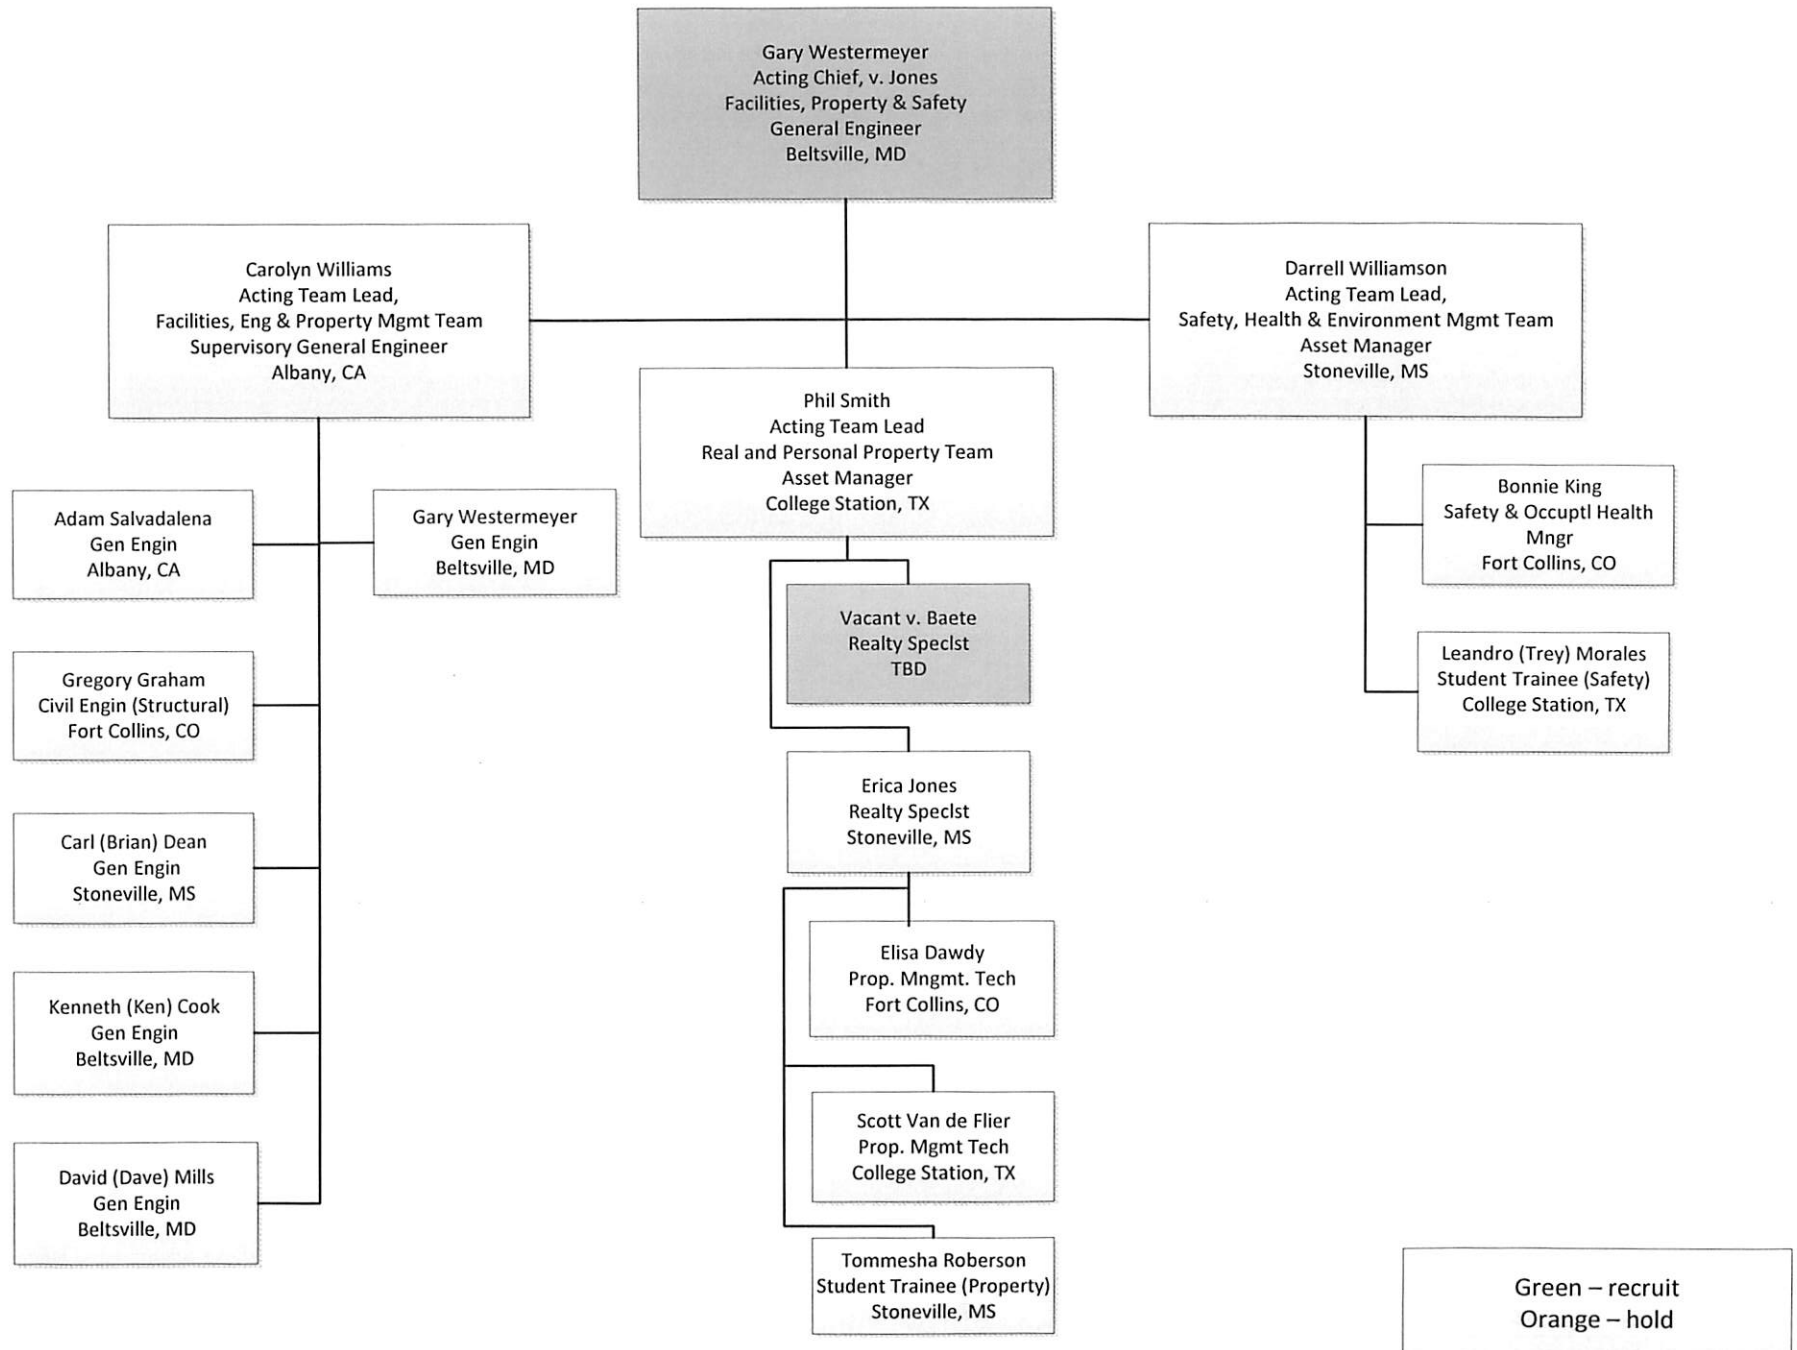 Gary Westermeyer
Acting Chief, v. Jones
Facilities, Property & Safety
General Engineer
Beltsville, MD
Carolyn Williams
Acting Team Lead,
Facilities, Eng & Property Mgmt Team
Supervisory General Engineer
Albany, CA
Darrell Williamson
Acting Team Lead,
Safety, Health & Environment Mgmt Team
Asset Manager
Stoneville, MS
Phil Smith
Acting Team Lead
Real and Personal Property Team
Asset Manager
College Station, TX
Adam Salvadalena
Gen Engin
Albany, CA
Gary Westermeyer
Gen Engin
Beltsville, MD
Gregory Graham
Civil Engin (Structural)
Fort Collins, CO
Carl (Brian) Dean
Gen Engin
Stoneville, MS
Kenneth (Ken) Cook
Gen Engin
Beltsville, MD
David (Dave) Mills
Gen Engin
Beltsville, MD
Vacant v. Baete
Realty Speclst
TBD
Erica Jones
Realty Speclst
Stoneville, MS
Elisa Dawdy
Prop. Mngmt. Tech
Fort Collins, CO
Scott Van de Flier
Prop. Mgmt Tech
College Station, TX
Tommesha Roberson
Student Trainee (Property)
Stoneville, MS
Bonnie King
Safety & Occuptl Health
Mngr
Fort Collins, CO
Leandro (Trey) Morales
Student Trainee (Safety)
College Station, TX
Green – recruit
Orange – hold